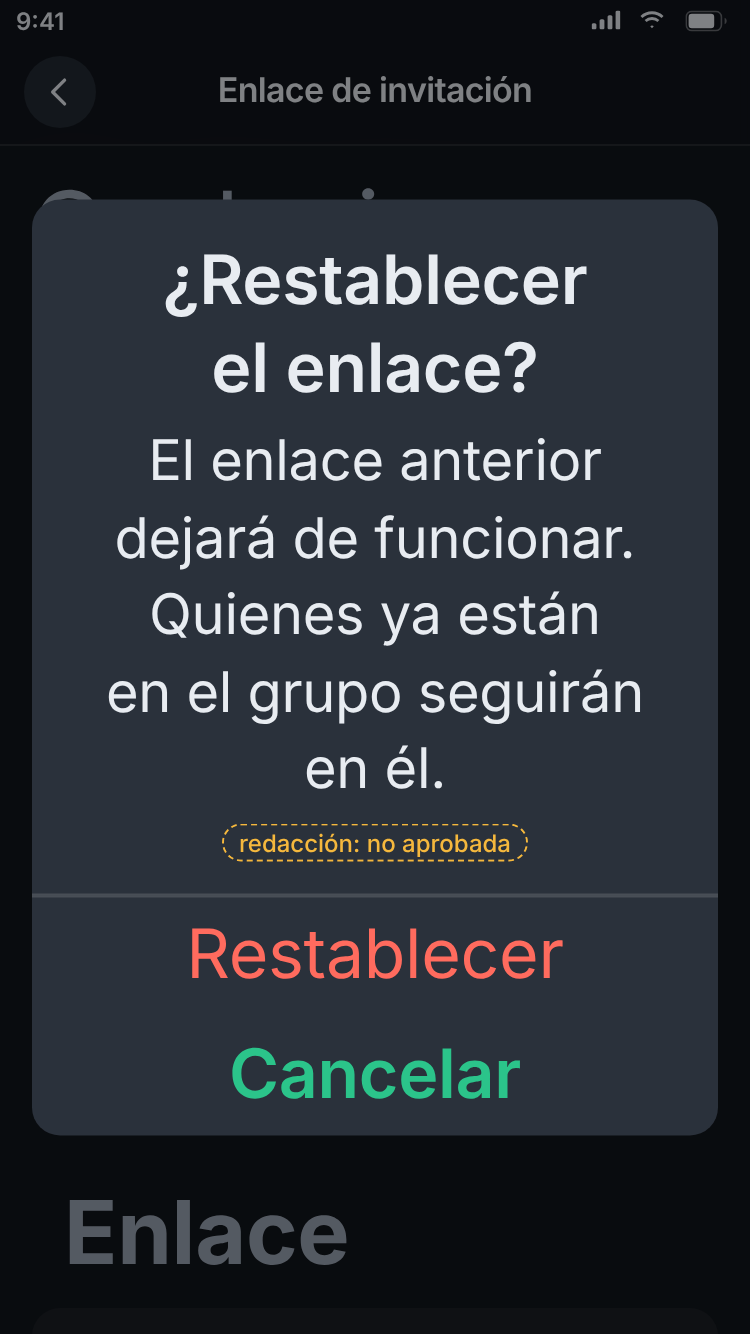 9:41
Enlace de invitación
¿Restablecer
el enlace?
El enlace anterior
dejará de funcionar.
Quienes ya están
en el grupo seguirán
en él.
redacción: no aprobada
Restablecer
Cancelar
Enlace